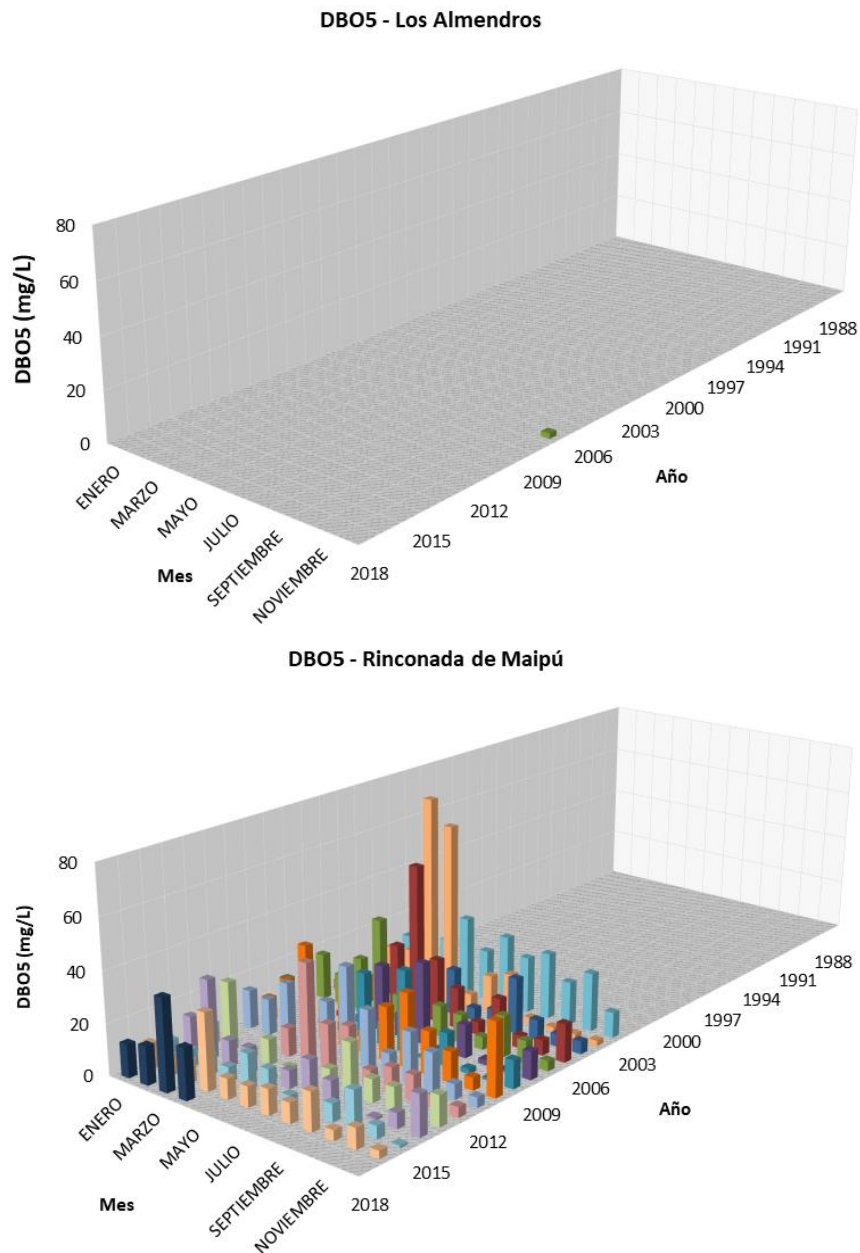 DBO5 - Los Almendros
80
60
40
20
0
DBO5 (mg/L)
ENERO
MARZO
MAYO
JULIO
SEPTIEMBRE
NOVIEMBRE
Mes
2018
2015
2012
2009
2006
2003
2000
1997
1994
1991
1988
Año
DBO5 - Rinconada de Maipú
80
60
40
20
0
DBO5 (mg/L)
ENERO
MARZO
MAYO
JULIO
SEPTIEMBRE
NOVIEMBRE
Mes
2018
2015
2012
2009
2006
2003
2000
1997
1994
1991
1988
Año